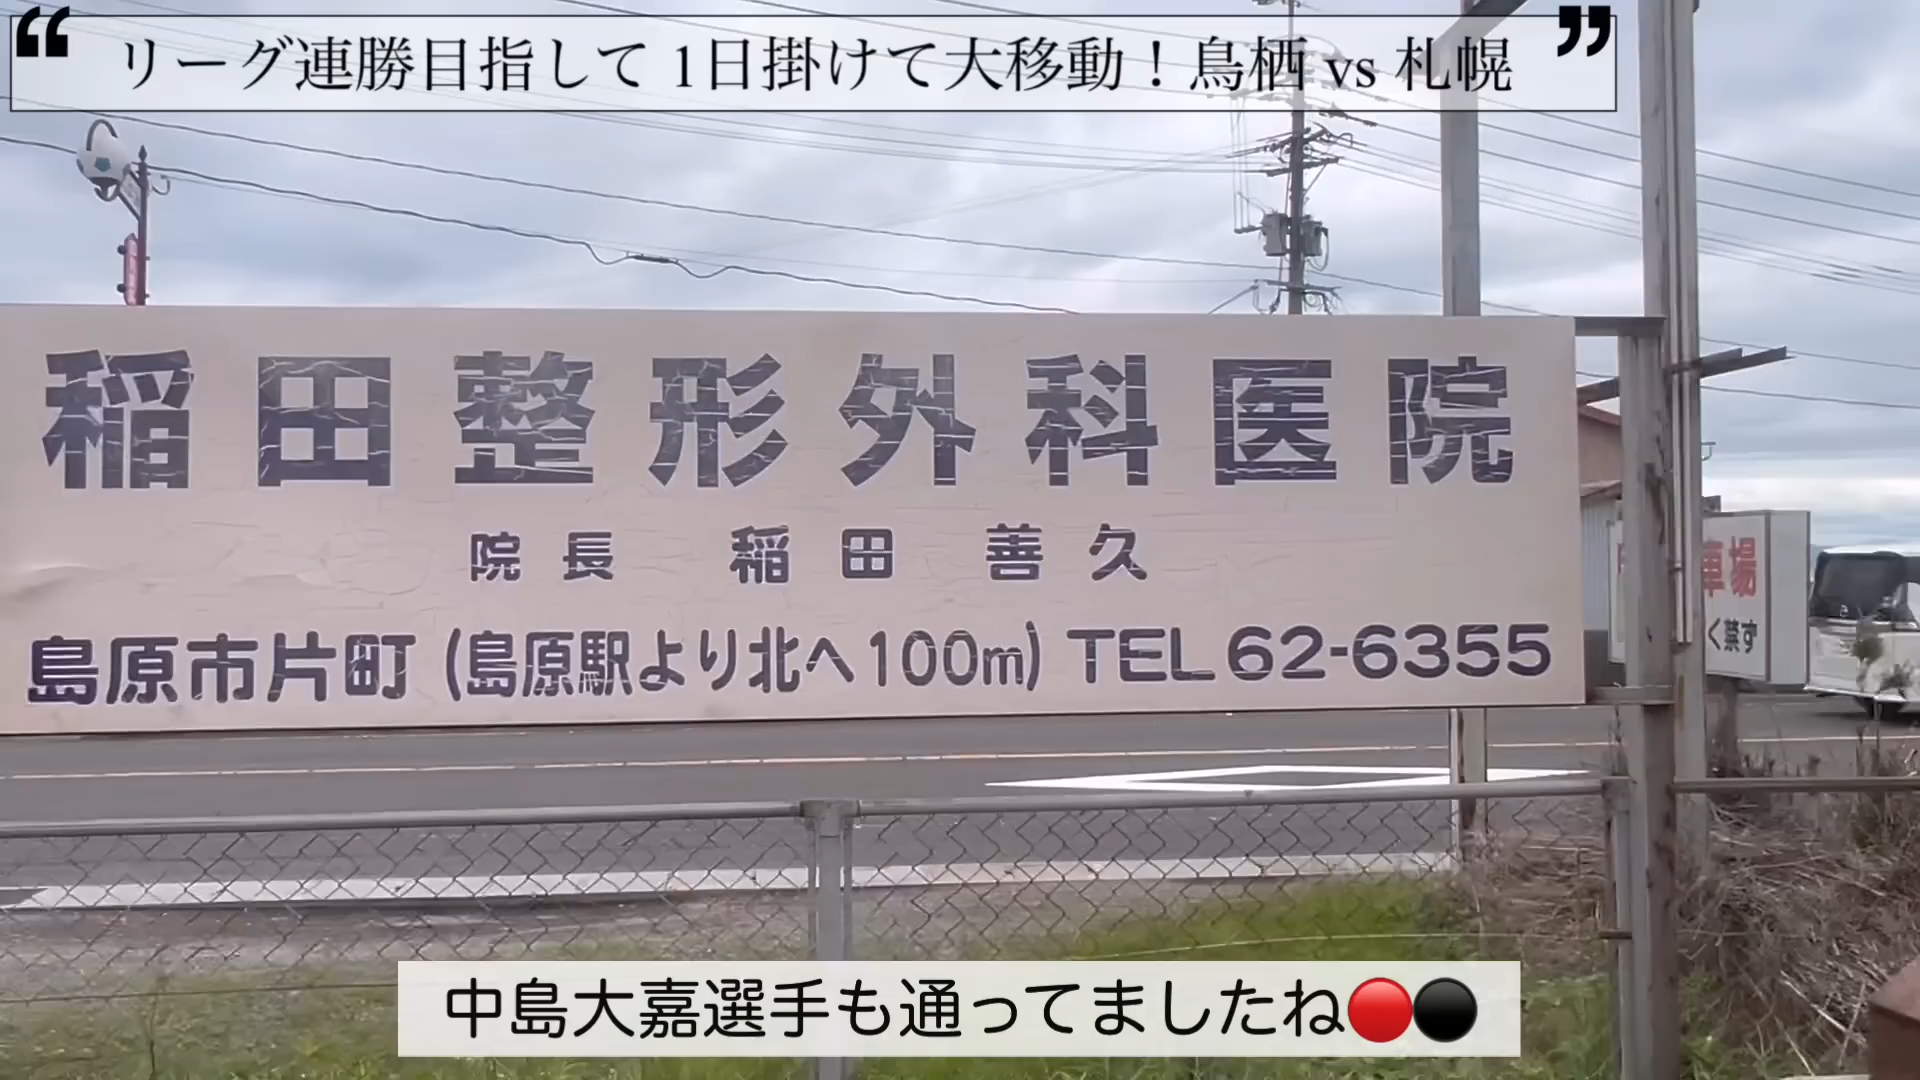 “ リーグ連勝目指して 1日掛けて大移動！鳥栖 vs 札幌 ”
稲田整形外科医院
院長 稲田 善久
島原市片町 (島原駅より北へ100m) TEL 62-6355
車場
く禁ず
中島大嘉選手も通ってましたね🔴⚫